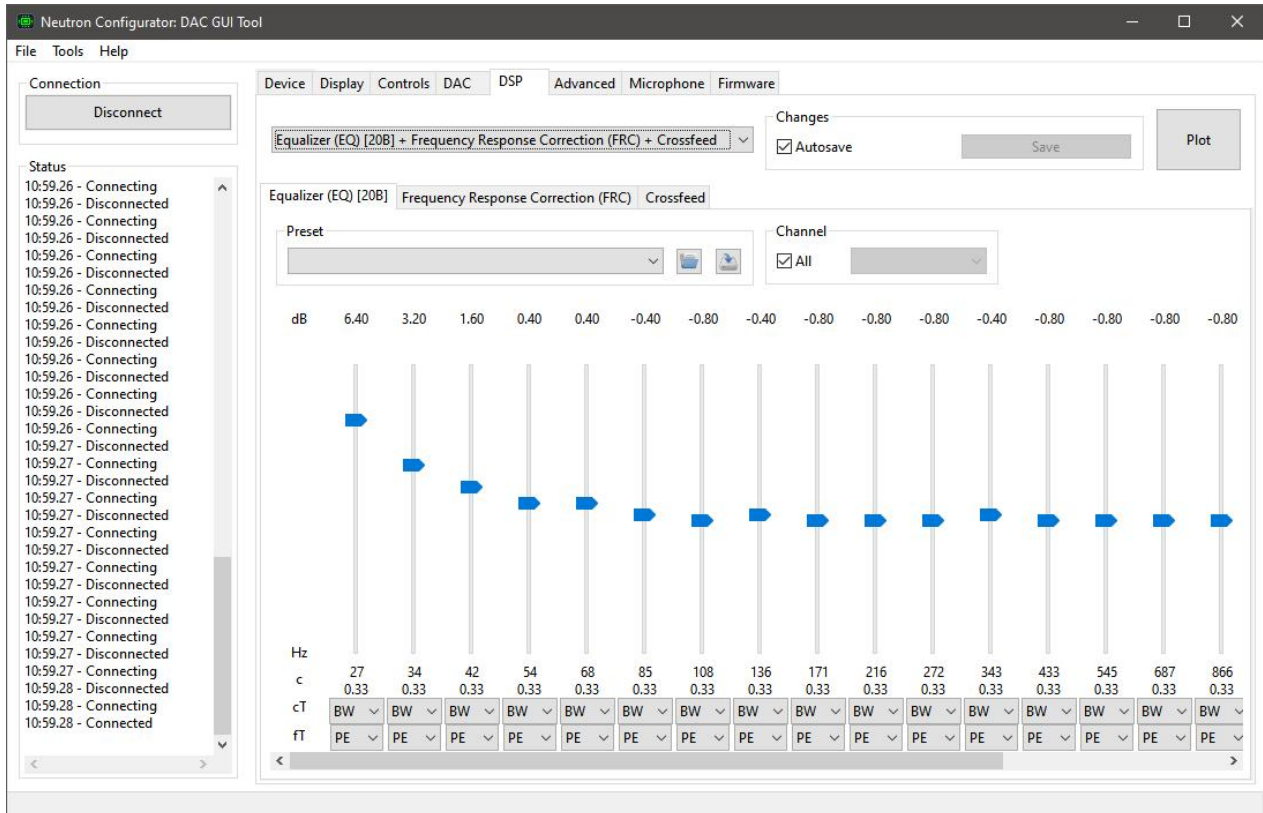 Neutron Configurator: DAC GUI Tool
File Tools Help
Connection
Disconnect
Status
10:59.26 - Connecting
10:59.26 - Disconnected
10:59.26 - Connecting
10:59.26 - Disconnected
10:59.26 - Connecting
10:59.26 - Disconnected
10:59.26 - Connecting
10:59.26 - Disconnected
10:59.26 - Connecting
10:59.26 - Disconnected
10:59.26 - Connecting
10:59.26 - Disconnected
10:59.26 - Connecting
10:59.26 - Disconnected
10:59.26 - Connecting
10:59.27 - Disconnected
10:59.27 - Connecting
10:59.27 - Disconnected
10:59.27 - Connecting
10:59.27 - Disconnected
10:59.27 - Connecting
10:59.27 - Disconnected
10:59.27 - Connecting
10:59.27 - Disconnected
10:59.27 - Connecting
10:59.27 - Disconnected
10:59.27 - Connecting
10:59.27 - Disconnected
10:59.27 - Connecting
10:59.28 - Disconnected
10:59.28 - Connecting
10:59.28 - Connected
Device Display Controls DAC DSP Advanced Microphone Firmware
Equalizer (EQ) [20B] + Frequency Response Correction (FRC) + Crossfeed
Changes
Autosave Save
Plot
Equalizer (EQ) [20B] Frequency Response Correction (FRC) Crossfeed
Preset
Channel
All
dB 6.40 3.20 1.60 0.40 0.40 -0.40 -0.80 -0.40 -0.80 -0.80 -0.80 -0.40 -0.80 -0.80 -0.80 -0.80
Hz 27 34 42 54 68 85 108 136 171 216 272 343 433 545 687 866
c 0.33 0.33 0.33 0.33 0.33 0.33 0.33 0.33 0.33 0.33 0.33 0.33 0.33 0.33 0.33 0.33
cT BW BW BW BW BW BW BW BW BW BW BW BW BW BW BW BW
fT PE PE PE PE PE PE PE PE PE PE PE PE PE PE PE PE